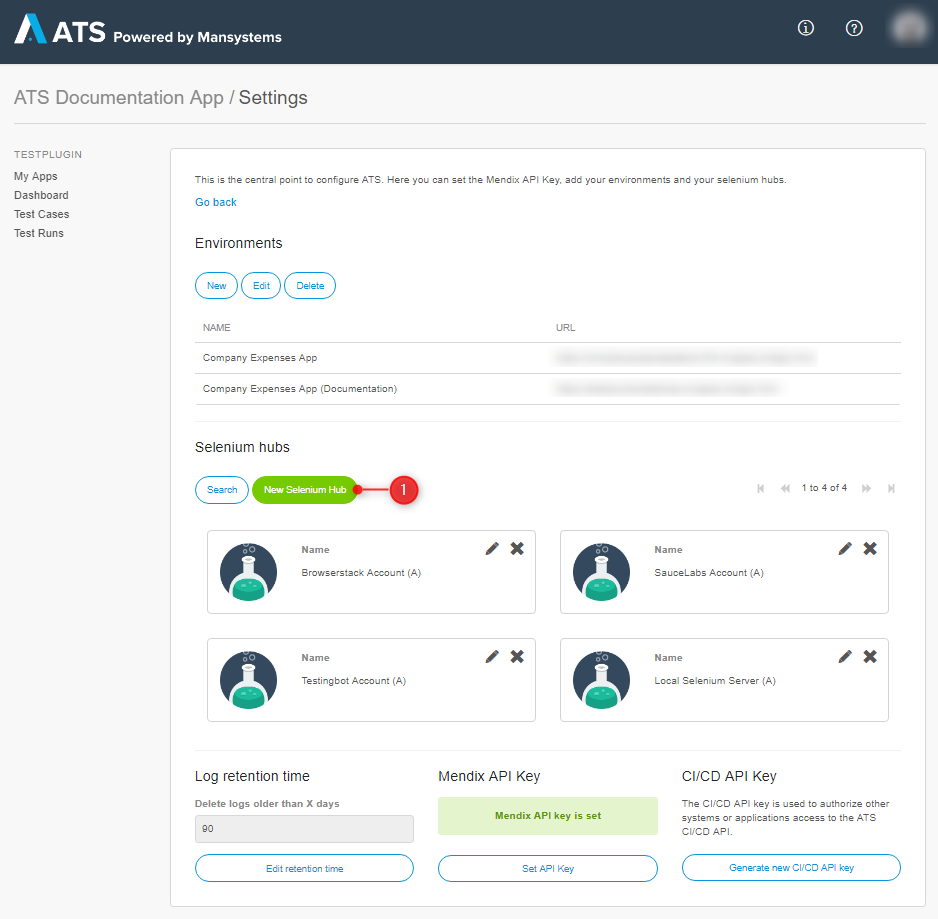 ATS Powered by Mansystems
ATS Documentation App / Settings
TESTPLUGIN
My Apps
Dashboard
Test Cases
Test Runs
This is the central point to configure ATS. Here you can set the Mendix API Key, add your environments and your selenium hubs.
Go back
Environments
New Edit Delete
NAME URL
Company Expenses App
Company Expenses App (Documentation)
Selenium hubs
Search New Selenium Hub 1 1 to 4 of 4
Name
Browserstack Account (A)
Name
SauceLabs Account (A)
Name
Testingbot Account (A)
Name
Local Selenium Server (A)
Log retention time
Delete logs older than X days
90
Edit retention time
Mendix API Key
Mendix API key is set
Set API Key
CI/CD API Key
The CI/CD API key is used to authorize other
systems or applications access to the ATS
CI/CD API.
Generate new CI/CD API key